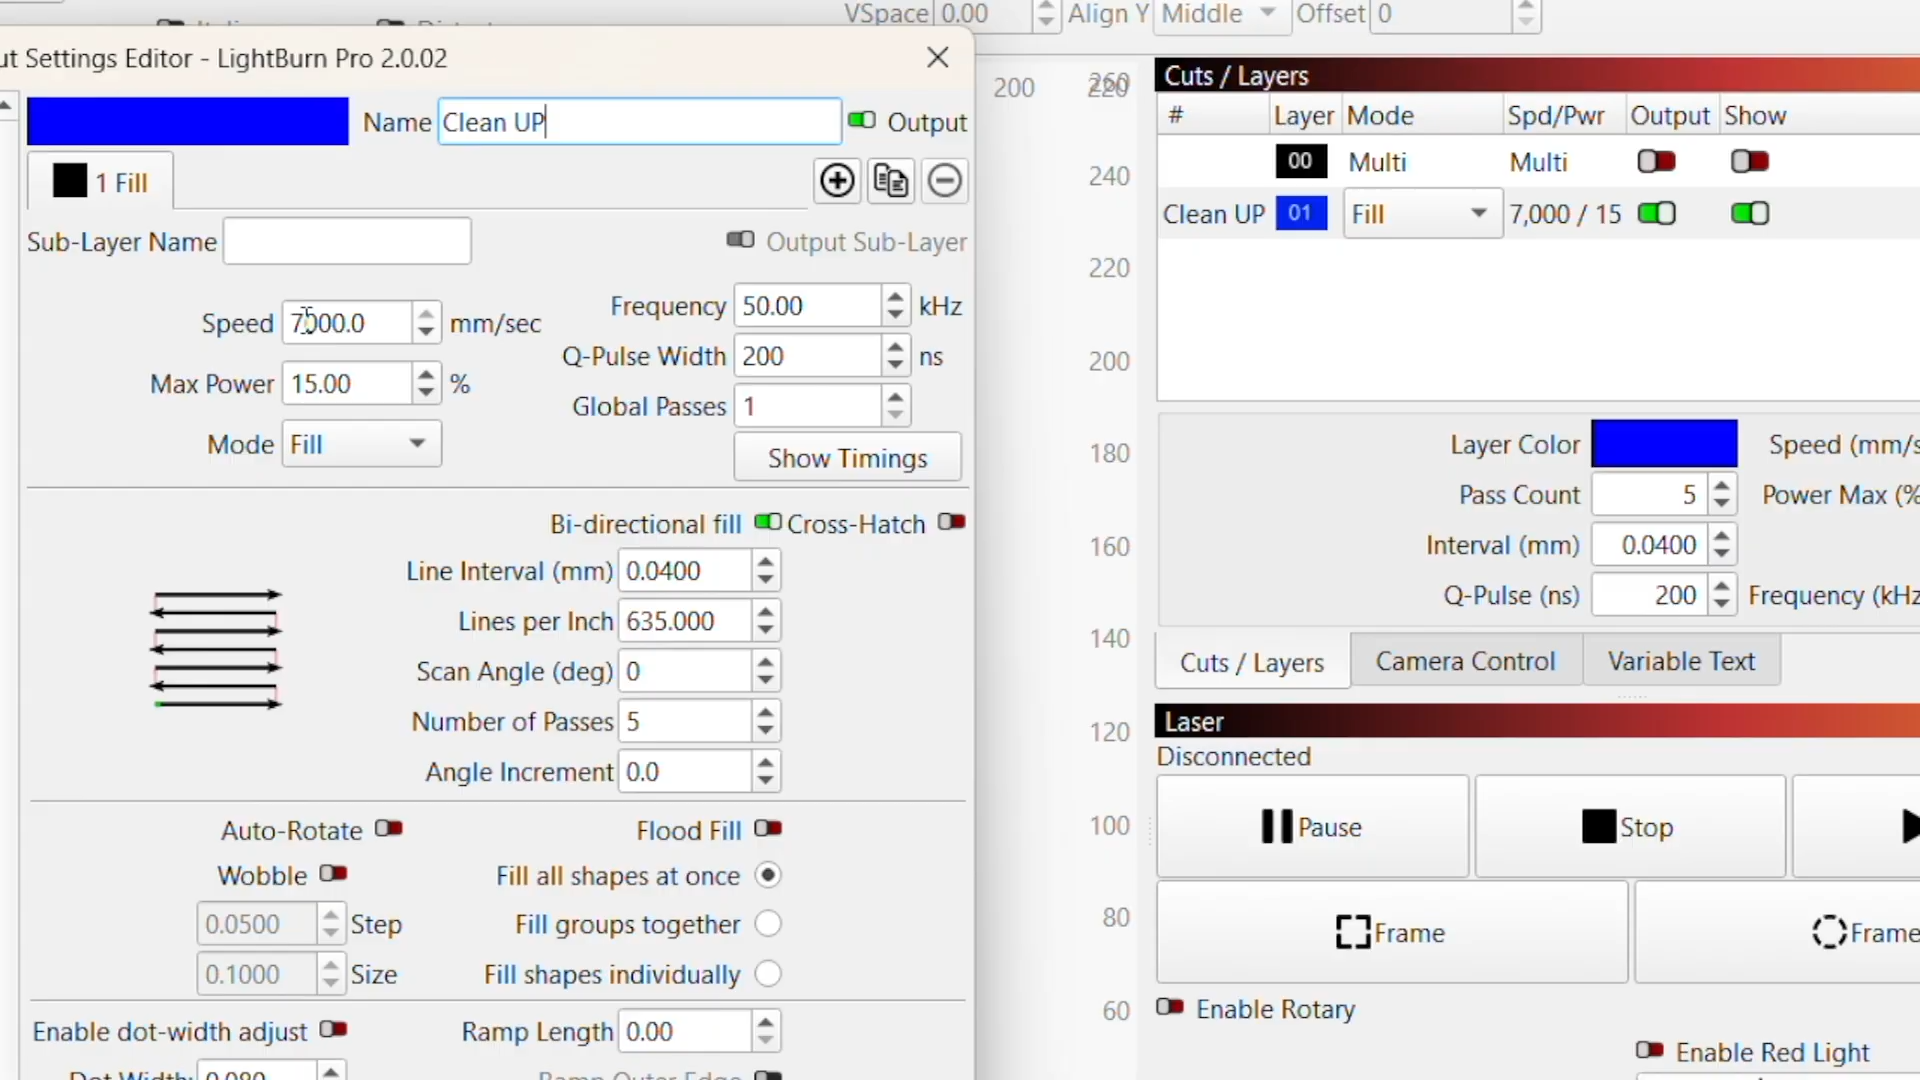 VSpace 0.00 Align Y Middle Offset 0
ut Settings Editor - LightBurn Pro 2.0.02
Name Clean UP Output
1 Fill
Sub-Layer Name Output Sub-Layer
Speed 7000.0 mm/sec
Max Power 15.00 %
Mode Fill
Frequency 50.00 kHz
Q-Pulse Width 200 ns
Global Passes 1
Show Timings
Bi-directional fill Cross-Hatch
Line Interval (mm) 0.0400
Lines per Inch 635.000
Scan Angle (deg) 0
Number of Passes 5
Angle Increment 0.0
Auto-Rotate
Wobble
0.0500 Step
0.1000 Size
Flood Fill
Fill all shapes at once
Fill groups together
Fill shapes individually
Enable dot-width adjust
Dot Width: 0.080
Ramp Length 0.00
Ramp Outer Edge
200
240
220
200
180
160
140
120
100
80
60
Cuts / Layers
# Layer Mode Spd/Pwr Output Show
00 Multi Multi
Clean UP 01 Fill 7,000 / 15
Layer Color Speed (mm/s
Pass Count 5 Power Max (%
Interval (mm) 0.0400
Q-Pulse (ns) 200 Frequency (kHz
Cuts / Layers Camera Control Variable Text
Laser
Disconnected
Pause Stop
Frame Frame
Enable Rotary
Enable Red Light